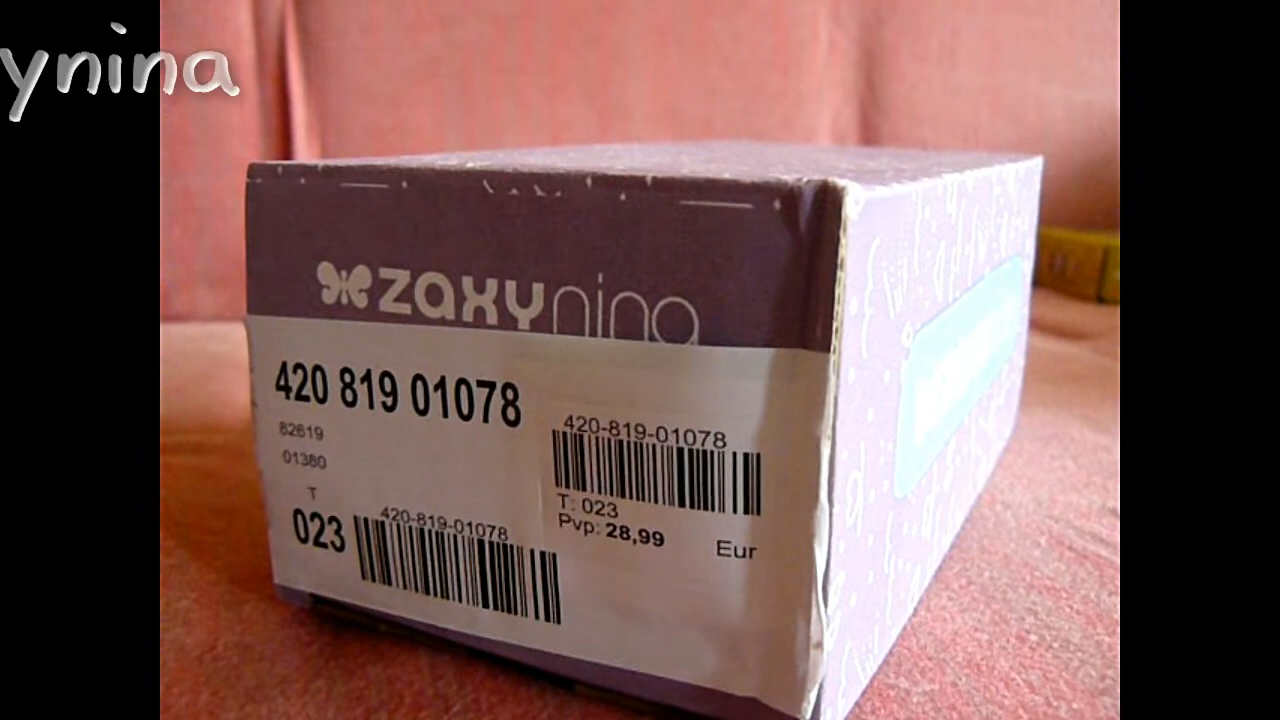 ynina
zaxynina
420 819 01078
82619
01380
T
023
420-819-01078
420-819-01078
T: 023
Pvp: 28,99 Eur